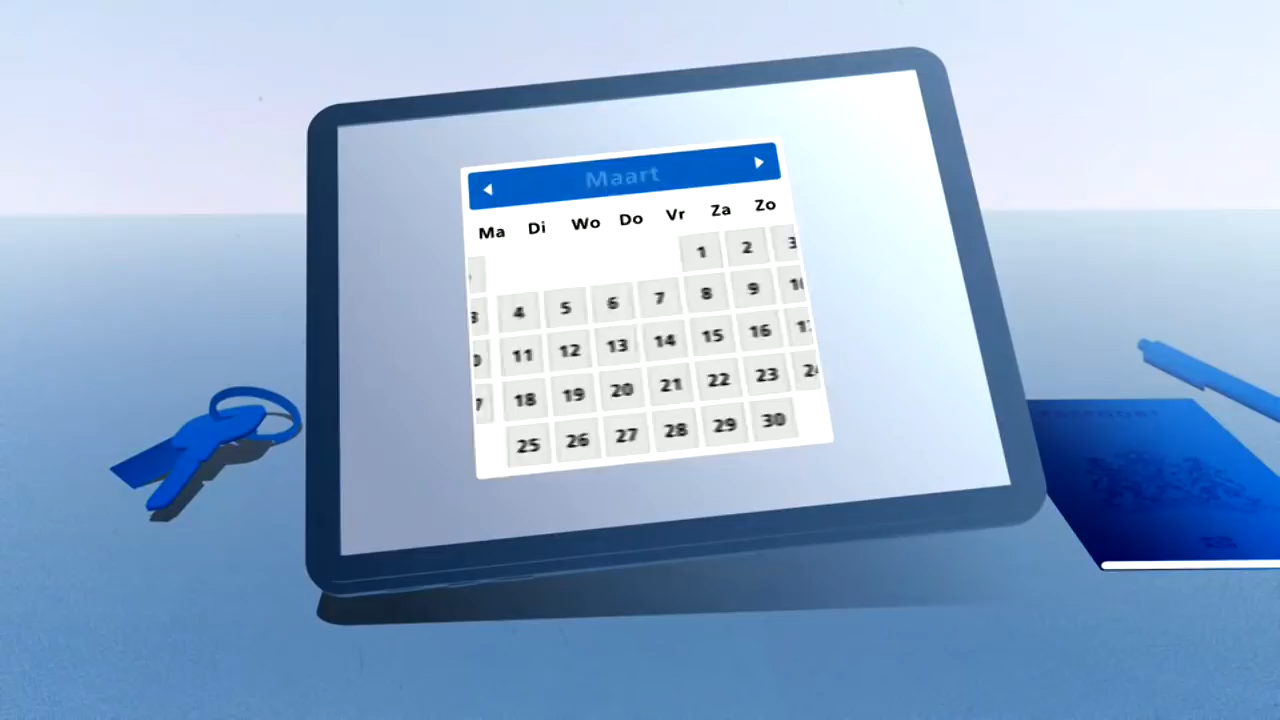 Maart
Ma Di Wo Do Vr Za Zo
1 2 3
4 5 6 7 8 9
11 12 13 14 15 16
18 19 20 21 22 23
25 26 27 28 29 30